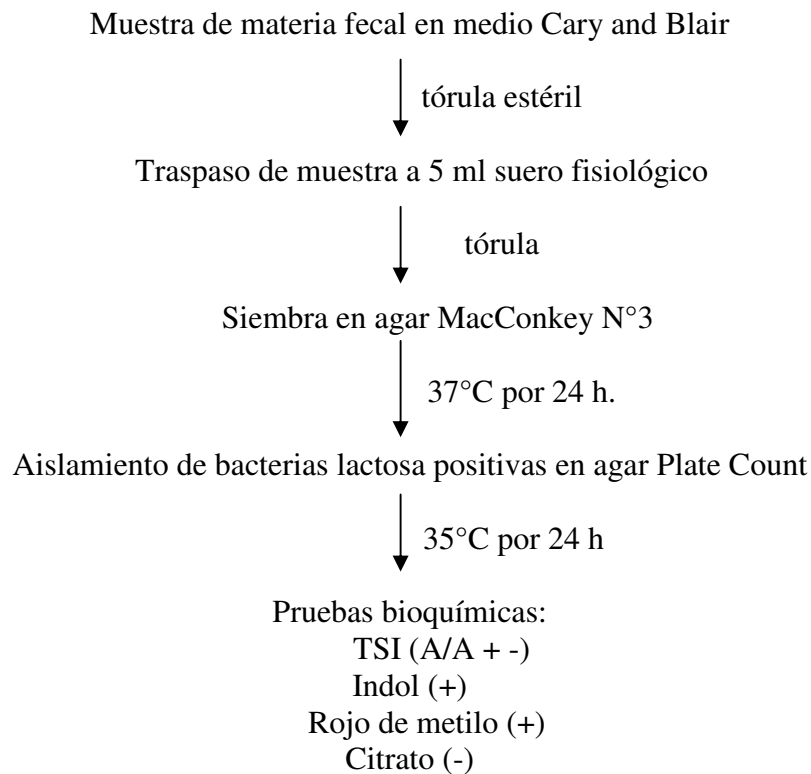 Muestra de materia fecal en medio Cary and Blair
tórula estéril
Traspaso de muestra a 5 ml suero fisiológico
tórula
Siembra en agar MacConkey N°3
37°C por 24 h.
Aislamiento de bacterias lactosa positivas en agar Plate Count
35°C por 24 h
Pruebas bioquímicas:
TSI (A/A + -)
Indol (+)
Rojo de metilo (+)
Citrato (-)